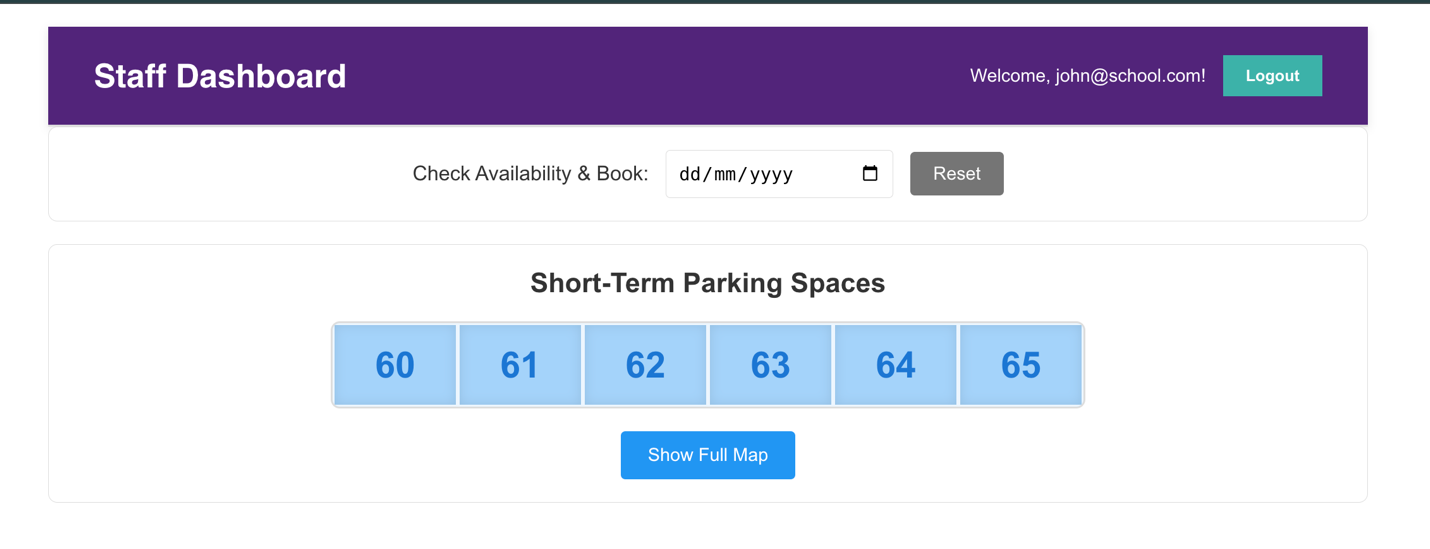 Staff Dashboard
Welcome, john@school.com! Logout
Check Availability & Book: dd/mm/yyyy Reset
Short-Term Parking Spaces
60 61 62 63 64 65
Show Full Map